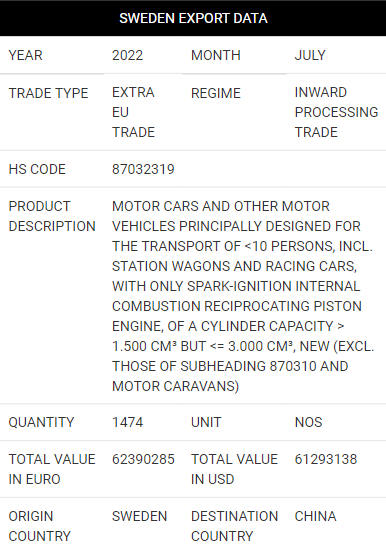 SWEDEN EXPORT DATA
YEAR 2022 MONTH JULY
TRADE TYPE EXTRA EU TRADE REGIME INWARD PROCESSING TRADE
HS CODE 87032319
PRODUCT DESCRIPTION
MOTOR CARS AND OTHER MOTOR
VEHICLES PRINCIPALLY DESIGNED FOR
THE TRANSPORT OF <10 PERSONS, INCL.
STATION WAGONS AND RACING CARS,
WITH ONLY SPARK-IGNITION INTERNAL
COMBUSTION RECIPROCATING PISTON
ENGINE, OF A CYLINDER CAPACITY >
1.500 CM³ BUT <= 3.000 CM³, NEW (EXCL.
THOSE OF SUBHEADING 870310 AND
MOTOR CARAVANS)
QUANTITY 1474 UNIT NOS
TOTAL VALUE IN EURO 62390285 TOTAL VALUE IN USD 61293138
ORIGIN COUNTRY SWEDEN DESTINATION COUNTRY CHINA